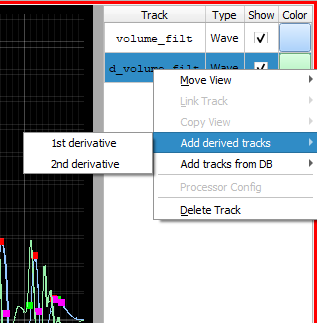 Track Type Show Color
volume_filt Wave
d_volume_filt Wave
Move View
Link Track
Copy View
Add derived tracks
1st derivative
2nd derivative
Add tracks from DB
Processor Config
Delete Track